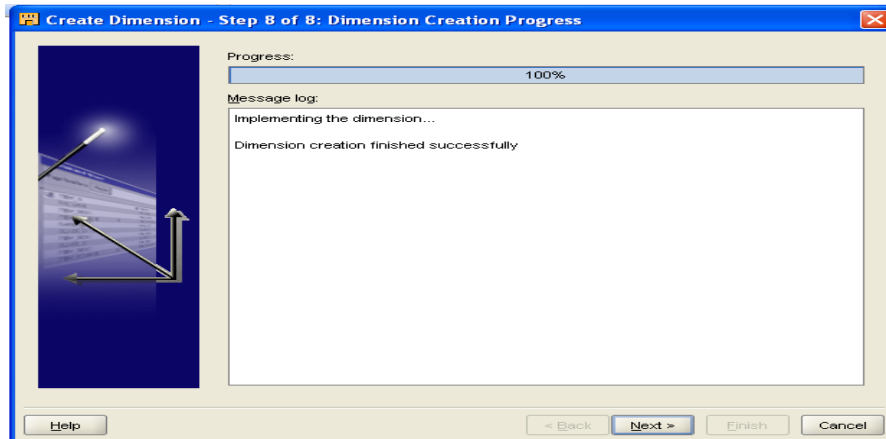 Create Dimension - Step 8 of 8: Dimension Creation Progress
Progress:
100%
Message log:
Implementing the dimension...
Dimension creation finished successfully
Help
< Back
Next >
Finish
Cancel